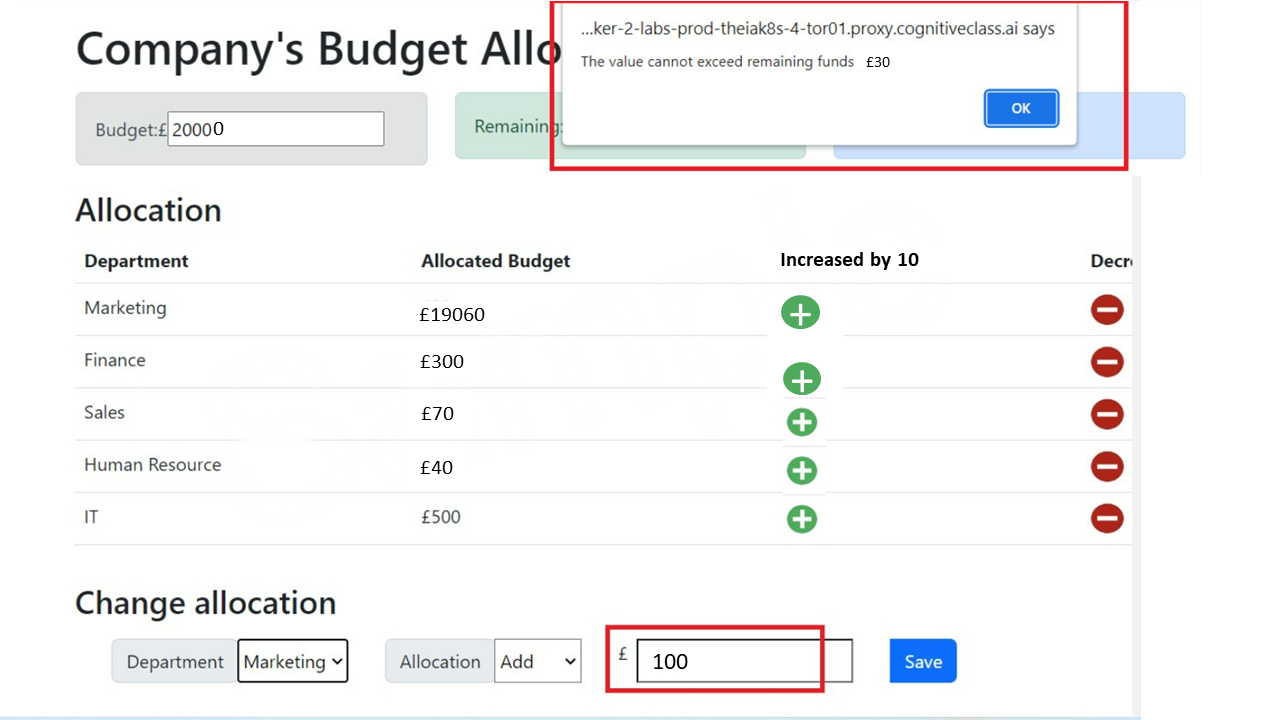 ...ker-2-labs-prod-theiak8s-4-tor01.proxy.cognitiveclass.ai says
The value cannot exceed remaining funds £30
OK
Company's Budget Allo
Budget:£ 20000
Remaining:
Allocation
Department Allocated Budget Increased by 10 Decre
Marketing £19060
Finance £300
Sales £70
Human Resource £40
IT £500
Change allocation
Department Marketing Allocation Add £ 100 Save